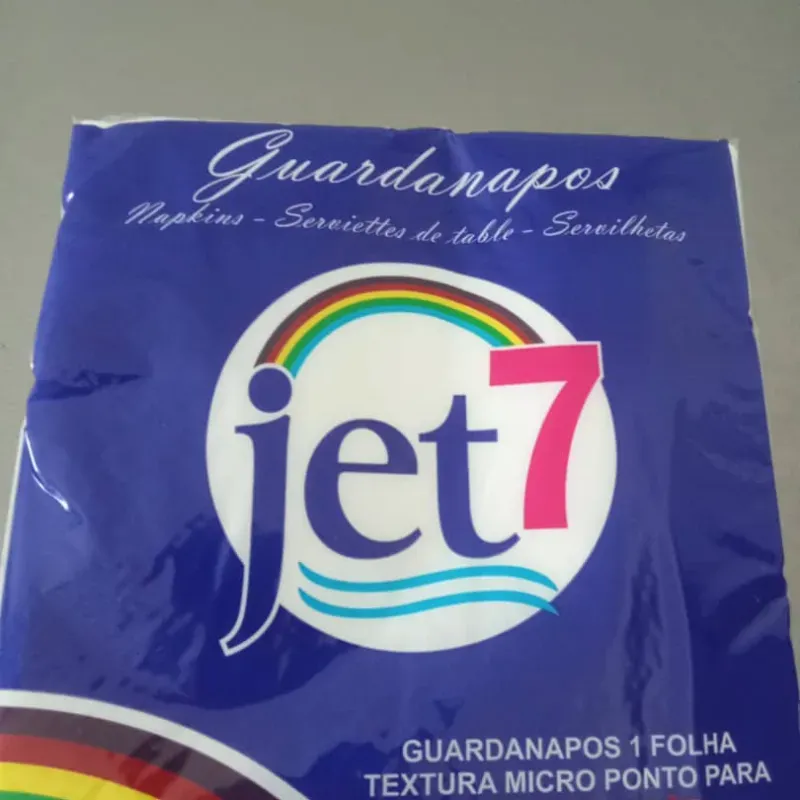 Guardanapos
Napkins - Serviettes de table - Servilhetas
jet7
GUARDANAPOS 1 FOLHA
TEXTURA MICRO PONTO PARA